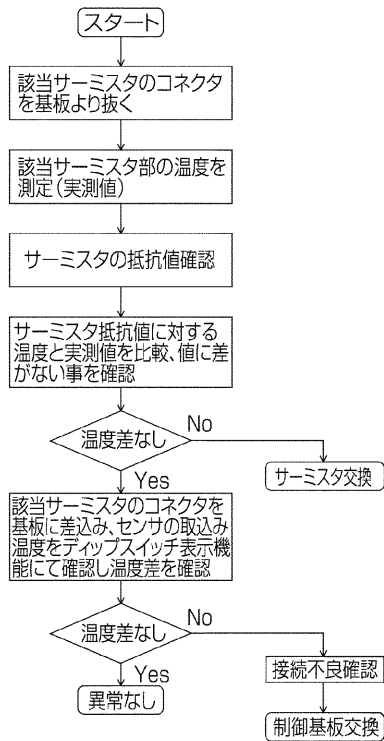 スタート
該当サーミスタのコネクタ
を基板より抜く
該当サーミスタ部の温度を
測定(実測値)
サーミスタの抵抗値確認
サーミスタ抵抗値に対する
温度と実測値を比較、値に差
がない事を確認
温度差なし
No
サーミスタ交換
Yes
該当サーミスタのコネクタを
基板に差込み、センサの取込み
温度をディップスイッチ表示機
能にて確認し温度差を確認
温度差なし
No
接続不良確認
制御基板交換
Yes
異常なし